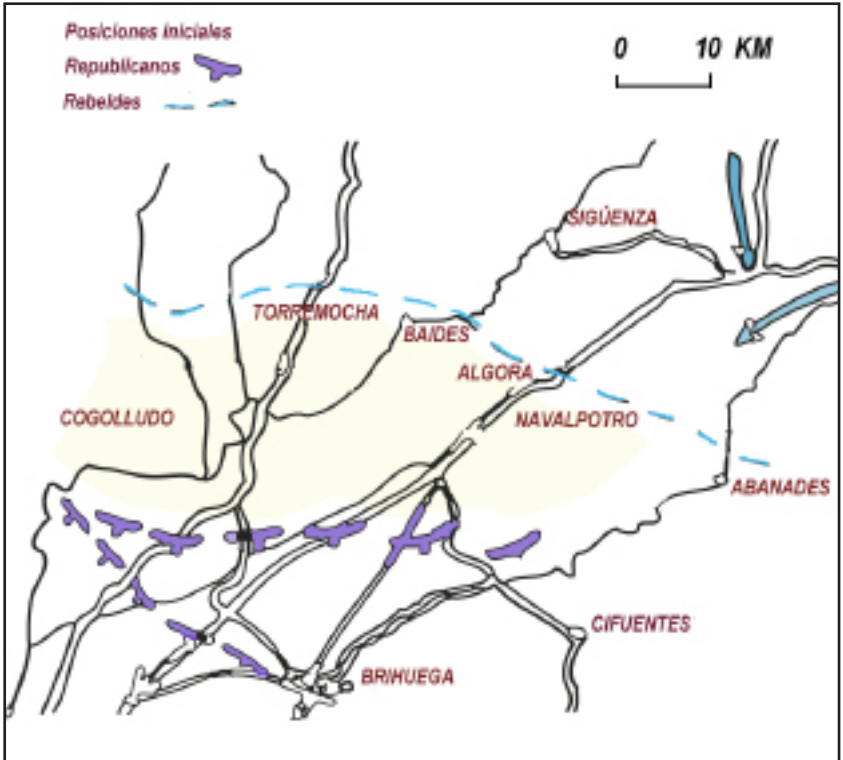 Posiciones iniciales
Republicanos
Rebeldes
0 10 KM
SIGÜENZA
TORREMOCHA
BAIDES
ALGORA
COGOLLUDO
NAVALPOTRO
ABANADES
CIFUENTES
BRIHUEGA